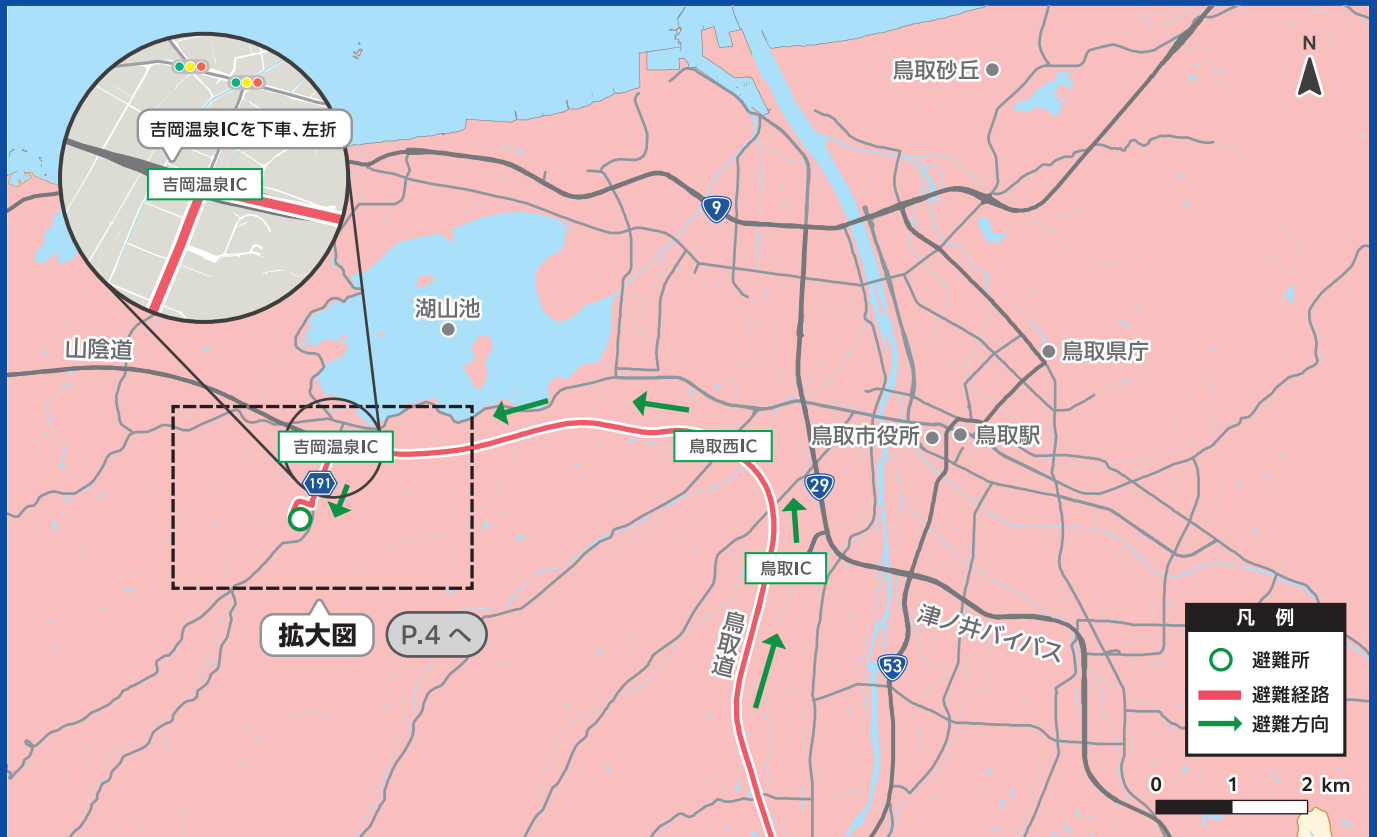 鳥取砂丘
N
吉岡温泉ICを下車、左折
吉岡温泉IC
9
湖山池
山陰道
鳥取県庁
吉岡温泉IC
鳥取西IC
鳥取市役所
鳥取駅
191
29
鳥取IC
拡大図
P.4 へ
鳥取道
津ノ井バイパス
53
凡 例
避難所
避難経路
避難方向
0 1 2 km